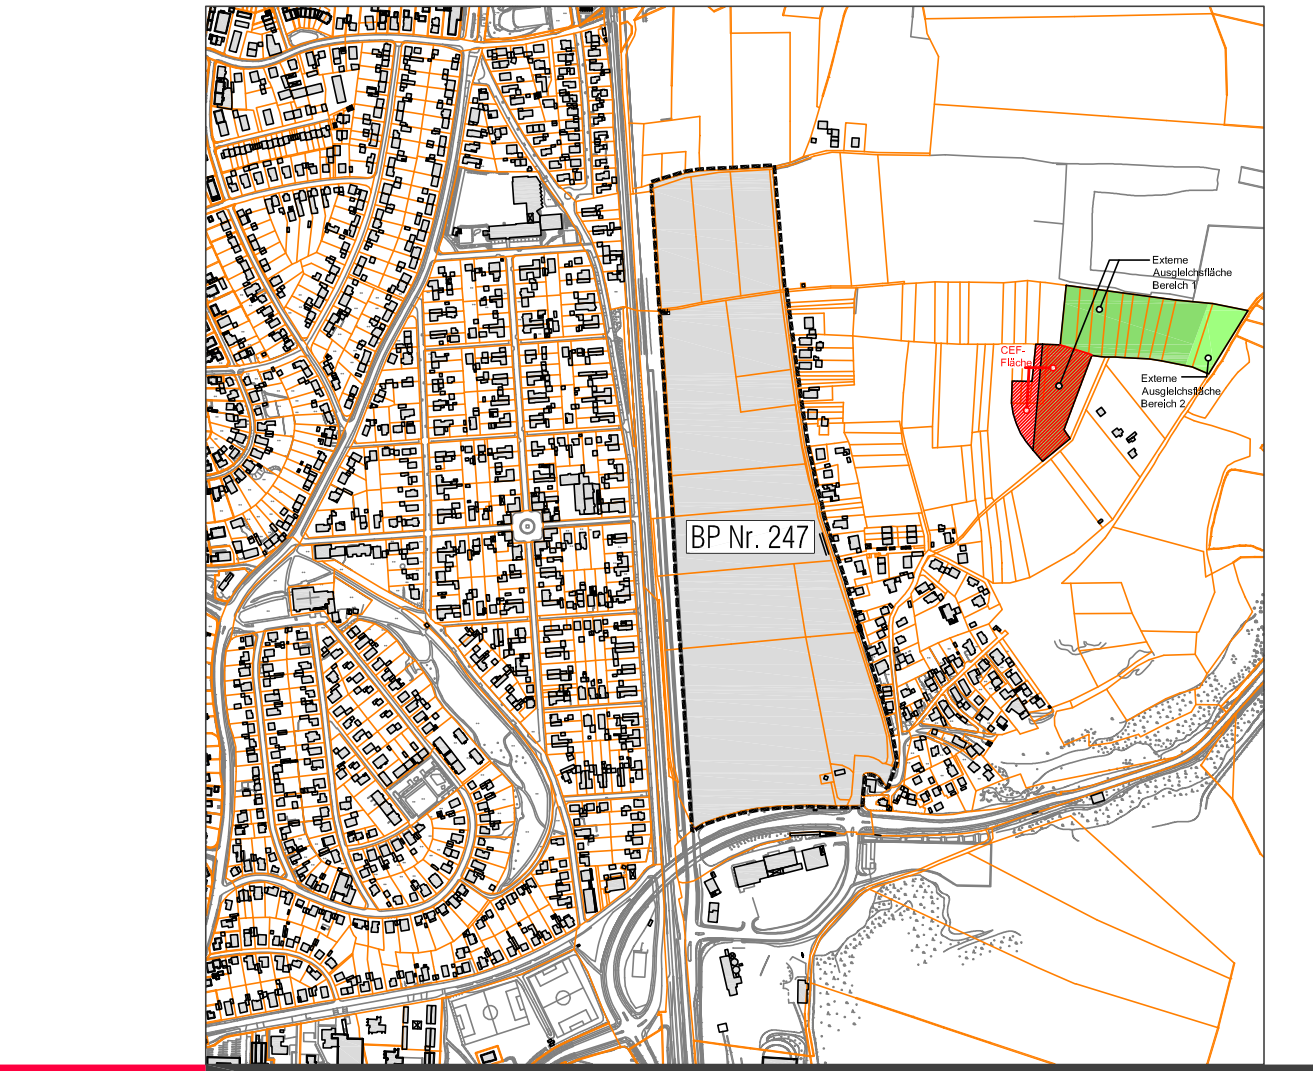 Externe
Ausgleichsfläche
Bereich 1
CEF-
Fläche
Externe
Ausgleichsfläche
Bereich 2
BP Nr. 247